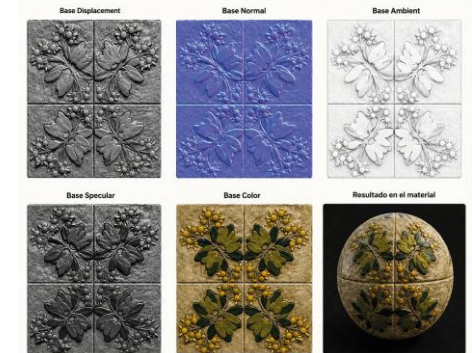 Base Displacement
Base Normal
Base Ambient
Base Specular
Base Color
Resultado en el material